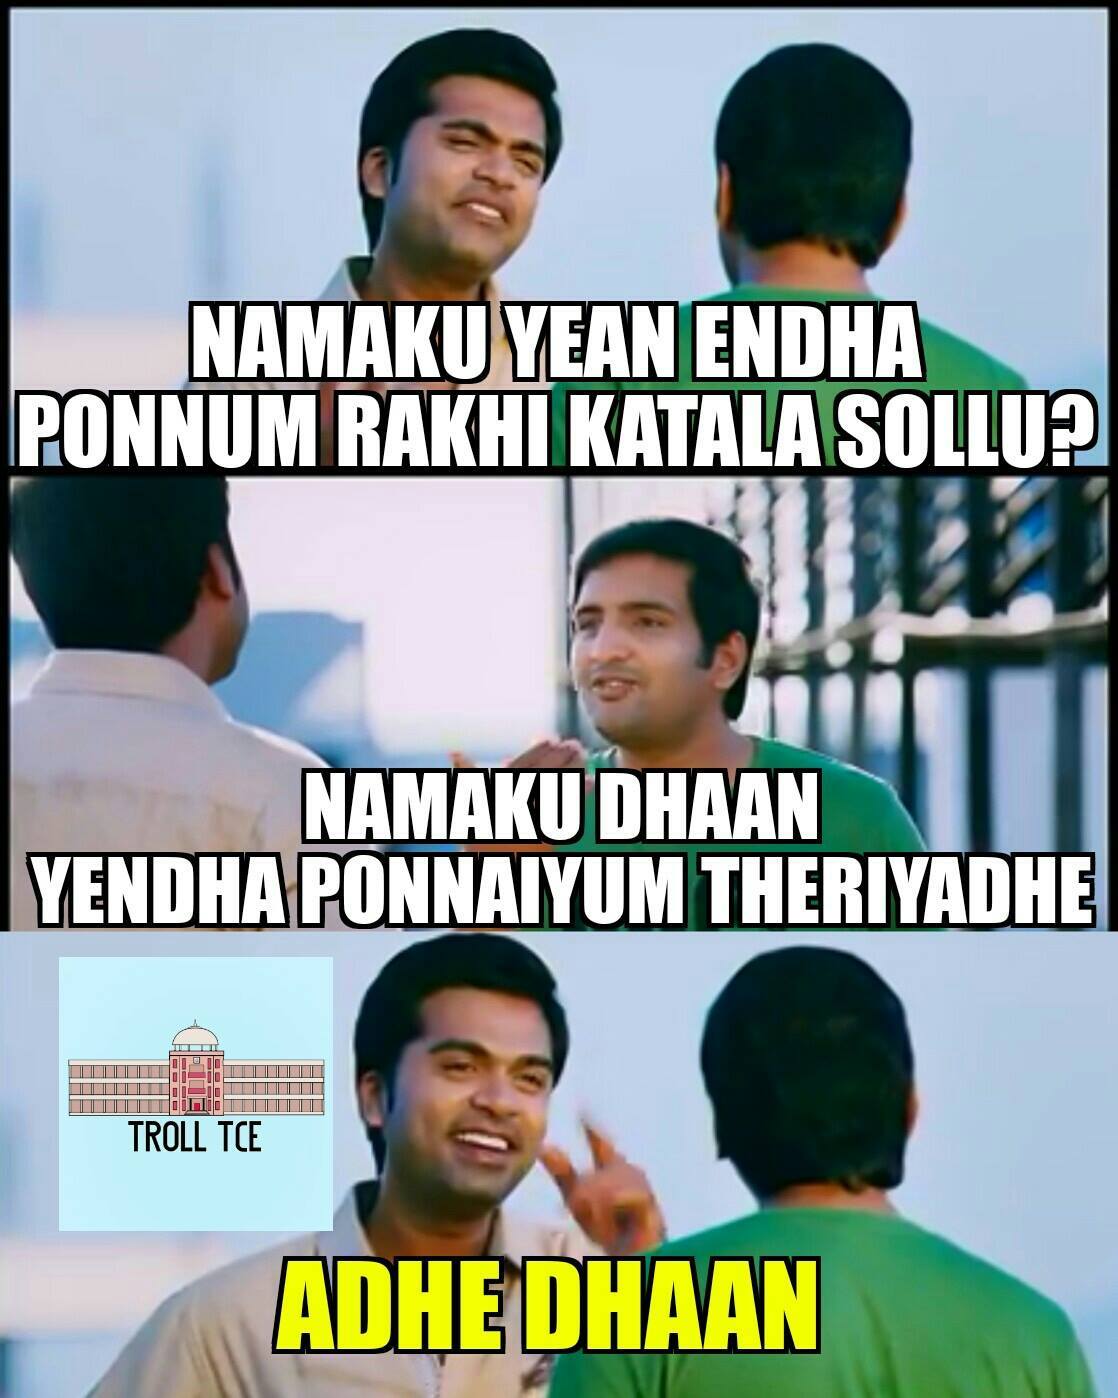 NAMAKU YEAN ENDHA
PONNUM RAKHI KATALA SOLLU?
NAMAKU DHAAN
YENDHA PONNAIYUM THERIYADHE
TROLL TCE
ADHE DHAAN